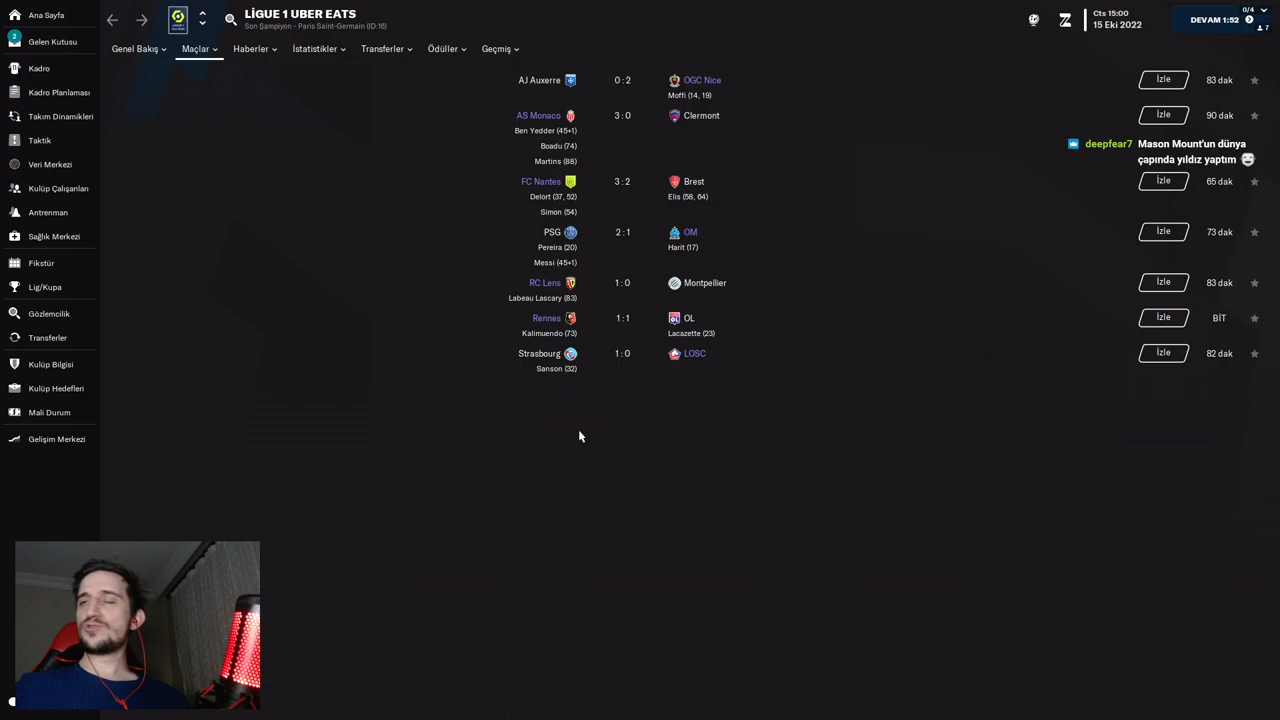 Ana Sayfa
2
Gelen Kutusu
Kadro
Kadro Planlaması
Takım Dinamikleri
Taktik
Veri Merkezi
Kulüp Çalışanları
Antrenman
Sağlık Merkezi
Fikstür
Lig/Kupa
Gözlemcilik
Transferler
Kulüp Bilgisi
Kulüp Hedefleri
Mali Durum
Gelişim Merkezi
LİGUE 1 UBER EATS
Son Şampiyon - Paris Saint-Germain (ID:16)
Cts 15:00
15 Eki 2022
DEVAM 1:52
0/4
7
Genel Bakış
Maçlar
Haberler
İstatistikler
Transferler
Ödüller
Geçmiş
AJ Auxerre 0 : 2 OGC Nice İzle 83 dak
Moffi (14, 19)
AS Monaco 3 : 0 Clermont İzle 90 dak
Ben Yedder (45+1)
Boadu (74)
Martins (88)
deepfear7 Mason Mount'un dünya
çapında yıldız yaptım
FC Nantes 3 : 2 Brest İzle 65 dak
Delort (37, 52) Elis (58, 64)
Simon (54)
PSG 2 : 1 OM İzle 73 dak
Pereira (20) Harit (17)
Messi (45+1)
RC Lens 1 : 0 Montpellier İzle 83 dak
Labeau Lascary (83)
Rennes 1 : 1 OL İzle BİT
Kalimuendo (73) Lacazette (23)
Strasbourg 1 : 0 LOSC İzle 82 dak
Sanson (32)